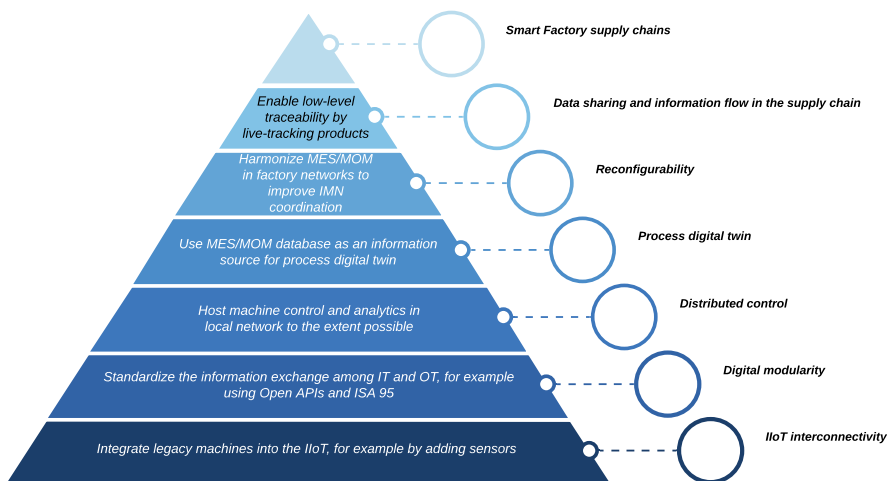 Smart Factory supply chains
Enable low-level
traceability by
live-tracking products
Data sharing and information flow in the supply chain
Harmonize MES/MOM
in factory networks to
improve IMN
coordination
Reconfigurability
Use MES/MOM database as an information
source for process digital twin
Process digital twin
Host machine control and analytics in
local network to the extent possible
Distributed control
Standardize the information exchange among IT and OT, for example
using Open APIs and ISA 95
Digital modularity
Integrate legacy machines into the IIoT, for example by adding sensors
IIoT interconnectivity